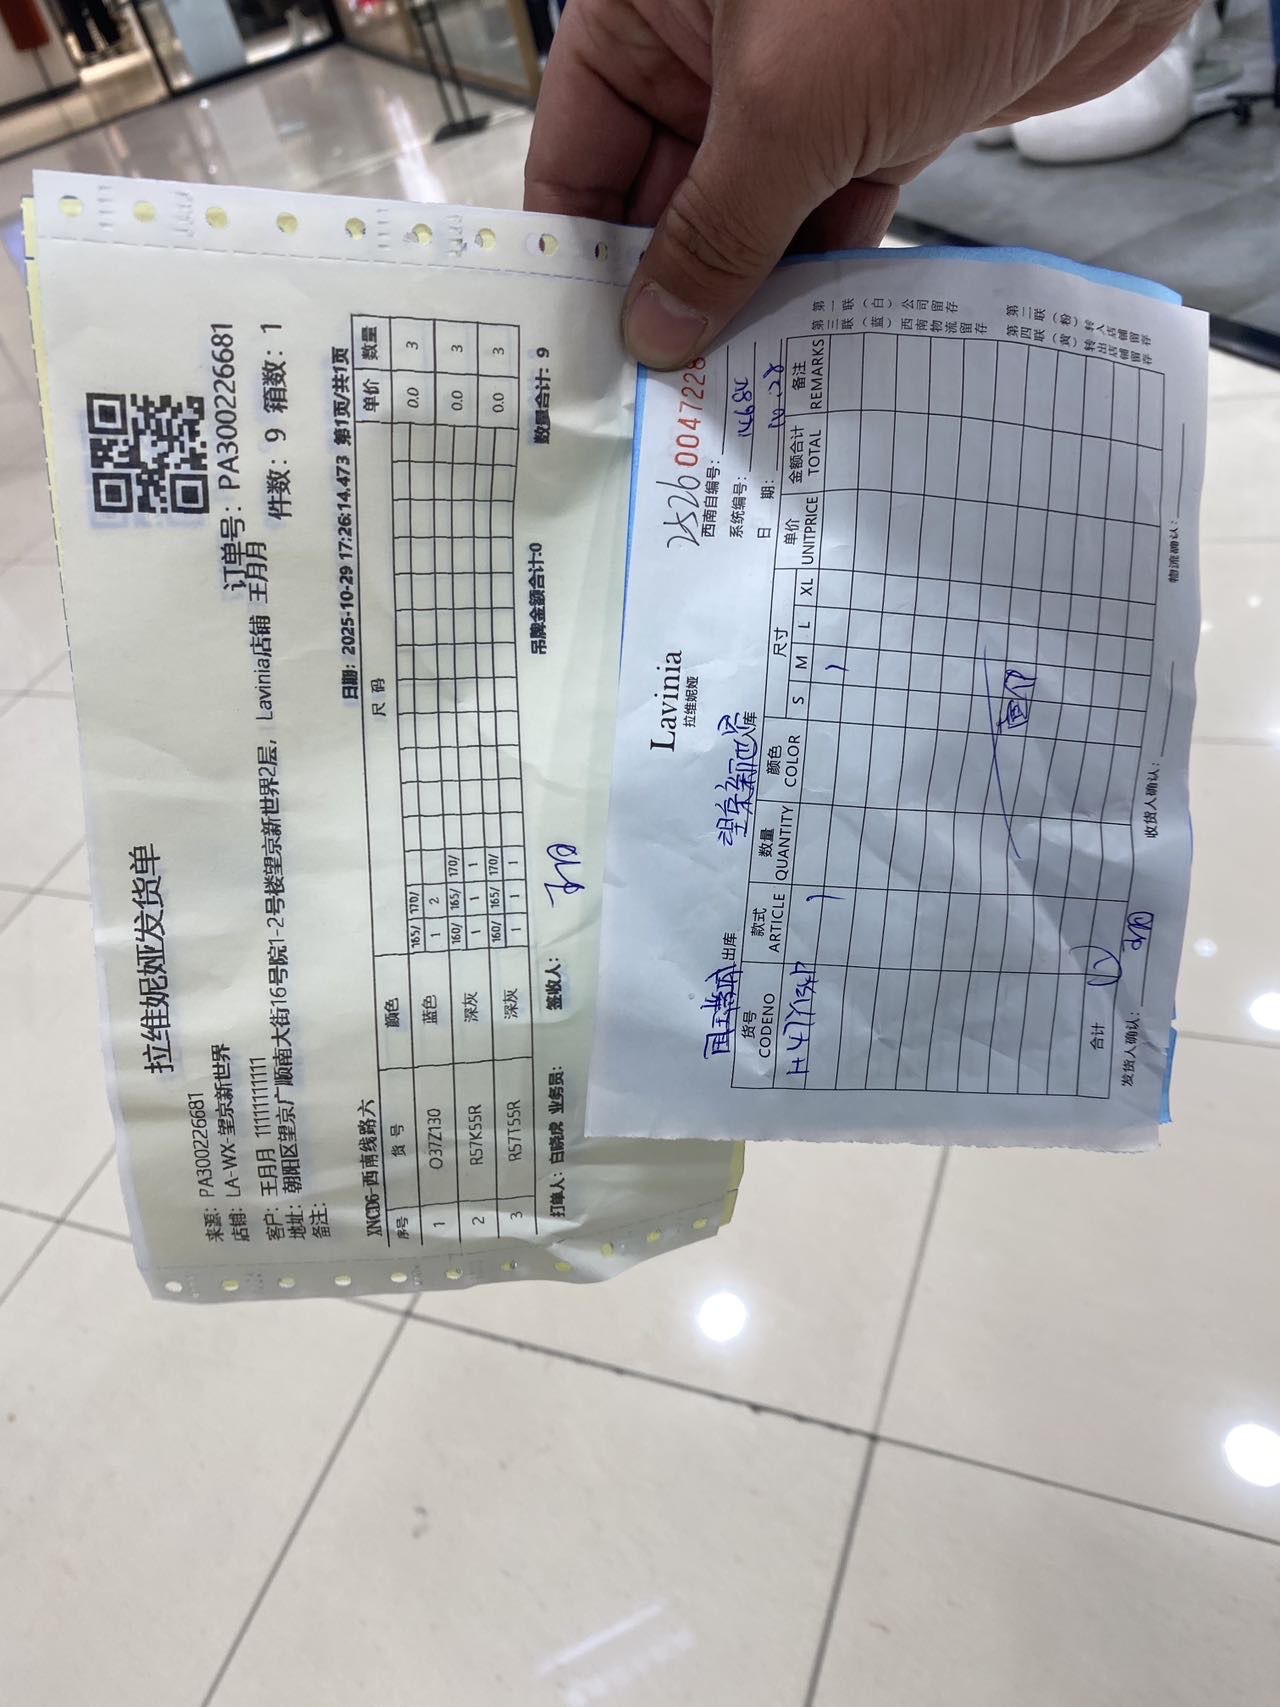 拉维妮娅发货单
订单号: PA300226681
来源: PA300226681
店铺: LA-WX-望京新世界
王月月
件数: 9 箱数: 1
客户: 王月月 11111111111
地址: 朝阳区望京广顺南大街16号院1-2号楼望京新世界2层, Lavinia店铺
备注:
XNCD6-西南线路六
日期: 2025-10-29 17:26:14.473 第1页/共1页
序号 货 号 颜色 尺 码 单价 数量
165/ 170/
1 O37Z130 蓝色 1 2 0.0 3
160/ 165/ 170/
2 R57K55R 深灰 1 1 1 0.0 3
160/ 165/ 170/
3 R57T55R 深灰 1 1 1 0.0 3
打单人: 白晓虎 业务员: 签收人: 吊牌金额合计:0 数量合计: 9
Lavinia
拉维妮娅
2526 0047228
西南自编号:
系统编号: 14684
日 期: 10.28
出库 望京新世界 库
货号 款式 数量 颜色 尺寸 单价 金额合计 备注
CODENO ARTICLE QUANTITY COLOR S M L XL UNITPRICE TOTAL REMARKS
1 1
合计
发货人确认:
收货人确认:
物流确认:
第一联(白)公司留存
第二联(粉)转入店铺留存
第三联(蓝)西南物流留存
第四联(黄)转出店铺留存